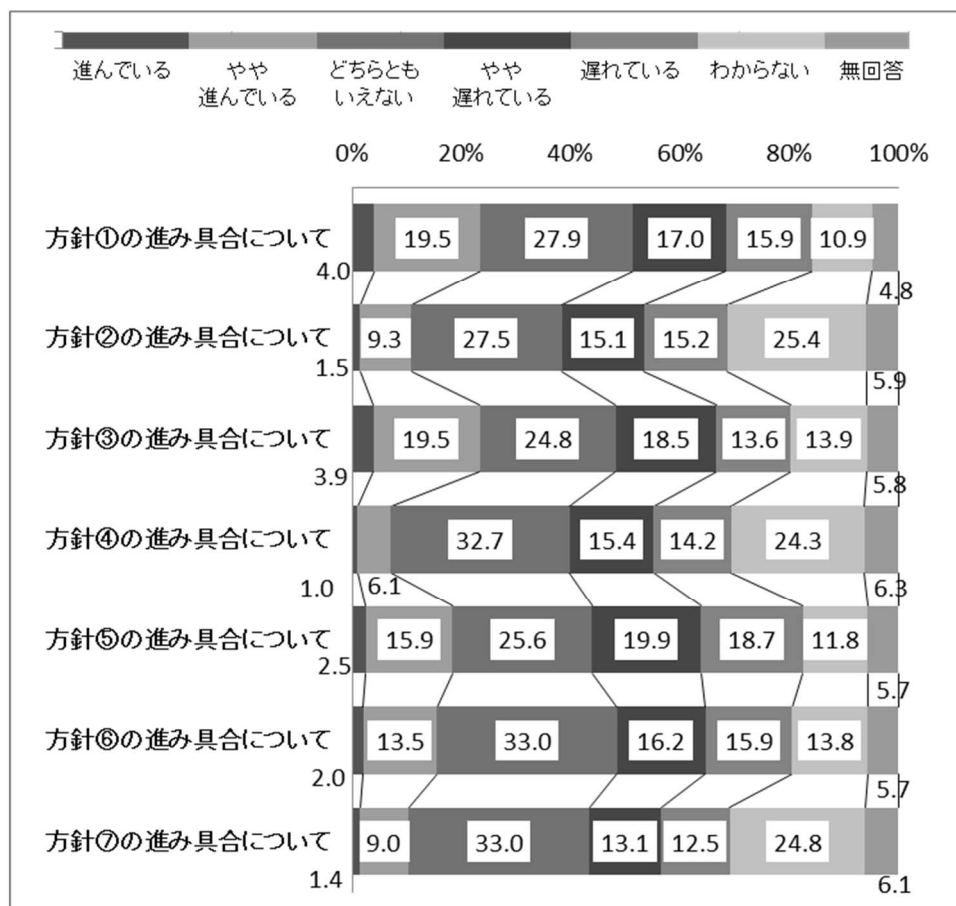 進んでいる
やや
進んでいる
どちらとも
いえない
やや
遅れている
遅れている
わからない
無回答
0% 20% 40% 60% 80% 100%
方針①の進み具合について
4.0 19.5 27.9 17.0 15.9 10.9 4.8
方針②の進み具合について
1.5 9.3 27.5 15.1 15.2 25.4 5.9
方針③の進み具合について
3.9 19.5 24.8 18.5 13.6 13.9 5.8
方針④の進み具合について
1.0 6.1 32.7 15.4 14.2 24.3 6.3
方針⑤の進み具合について
2.5 15.9 25.6 19.9 18.7 11.8 5.7
方針⑥の進み具合について
2.0 13.5 33.0 16.2 15.9 13.8 5.7
方針⑦の進み具合について
1.4 9.0 33.0 13.1 12.5 24.8 6.1